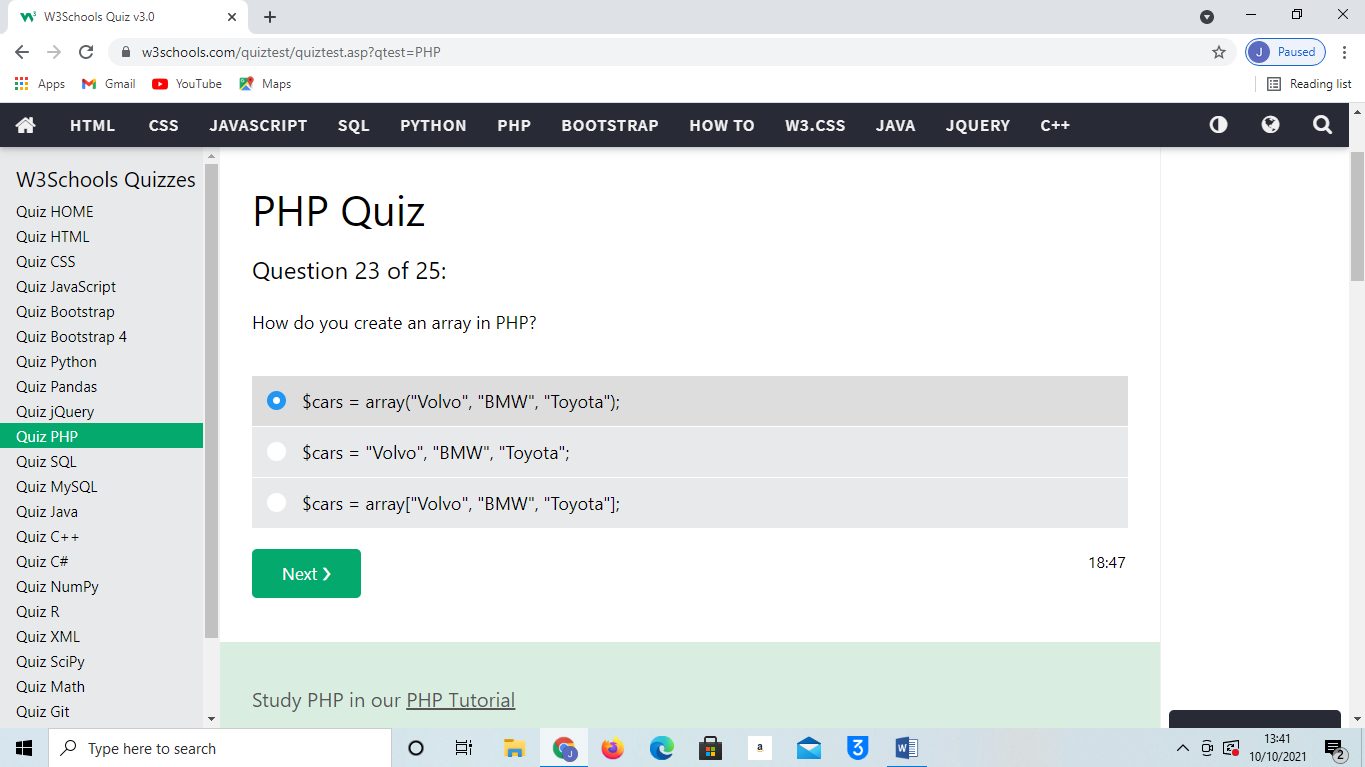 W3Schools Quiz v3.0
w3schools.com/quiztest/quiztest.asp?qtest=PHP
J Paused
Apps Gmail YouTube Maps Reading list
HTML CSS JAVASCRIPT SQL PYTHON PHP BOOTSTRAP HOW TO W3.CSS JAVA JQUERY C++
W3Schools Quizzes
Quiz HOME
Quiz HTML
Quiz CSS
Quiz JavaScript
Quiz Bootstrap
Quiz Bootstrap 4
Quiz Python
Quiz Pandas
Quiz jQuery
Quiz PHP
Quiz SQL
Quiz MySQL
Quiz Java
Quiz C++
Quiz C#
Quiz NumPy
Quiz R
Quiz XML
Quiz SciPy
Quiz Math
Quiz Git
PHP Quiz
Question 23 of 25:
How do you create an array in PHP?
$cars = array("Volvo", "BMW", "Toyota");
$cars = "Volvo", "BMW", "Toyota";
$cars = array["Volvo", "BMW", "Toyota"];
Next ❯
18:47
Study PHP in our PHP Tutorial
Type here to search
J
a
3
W
13:41
10/10/2021
2